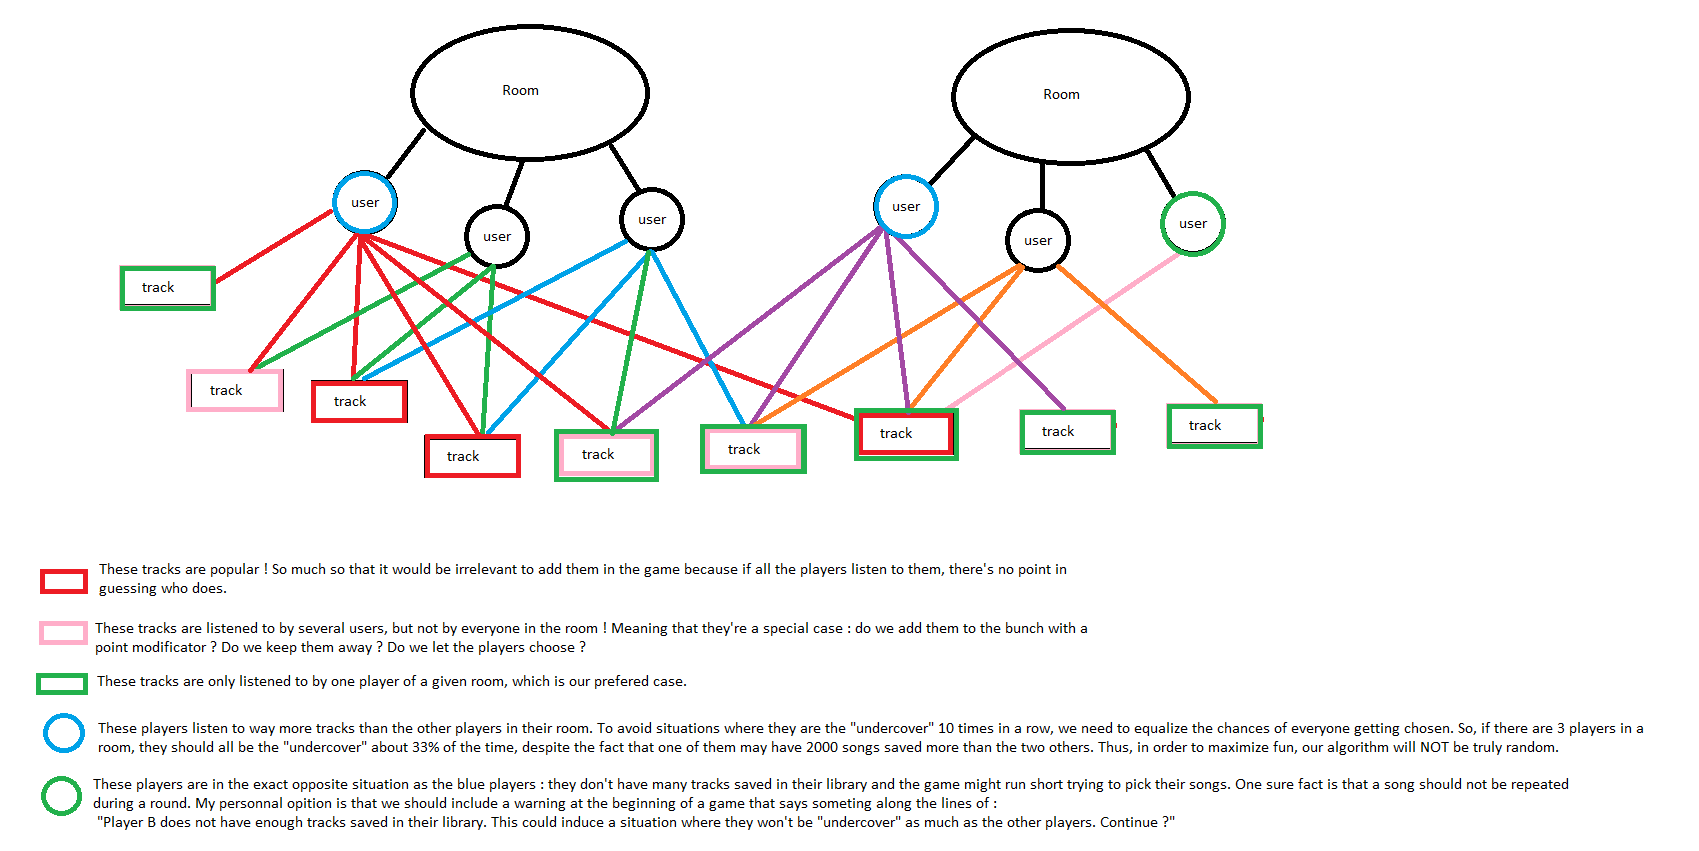 Room
Room
user
user
user
user
user
user
track
track
track
track
track
track
track
track
track
These tracks are popular ! So much so that it would be irrelevant to add them in the game because if all the players listen to them, there's no point in
guessing who does.
These tracks are listened to by several users, but not by everyone in the room ! Meaning that they're a special case : do we add them to the bunch with a
point modificator ? Do we keep them away ? Do we let the players choose ?
These tracks are only listened to by one player of a given room, which is our prefered case.
These players listen to way more tracks than the other players in their room. To avoid situations where they are the "undercover" 10 times in a row, we need to equalize the chances of everyone getting chosen. So, if there are 3 players in a
room, they should all be the "undercover" about 33% of the time, despite the fact that one of them may have 2000 songs saved more than the two others. Thus, in order to maximize fun, our algorithm will NOT be truly random.
These players are in the exact opposite situation as the blue players : they don't have many tracks saved in their library and the game might run short trying to pick their songs. One sure fact is that a song should not be repeated
during a round. My personnal opition is that we should include a warning at the beginning of a game that says someting along the lines of :
"Player B does not have enough tracks saved in their library. This could induce a situation where they won't be "undercover" as much as the other players. Continue ?"